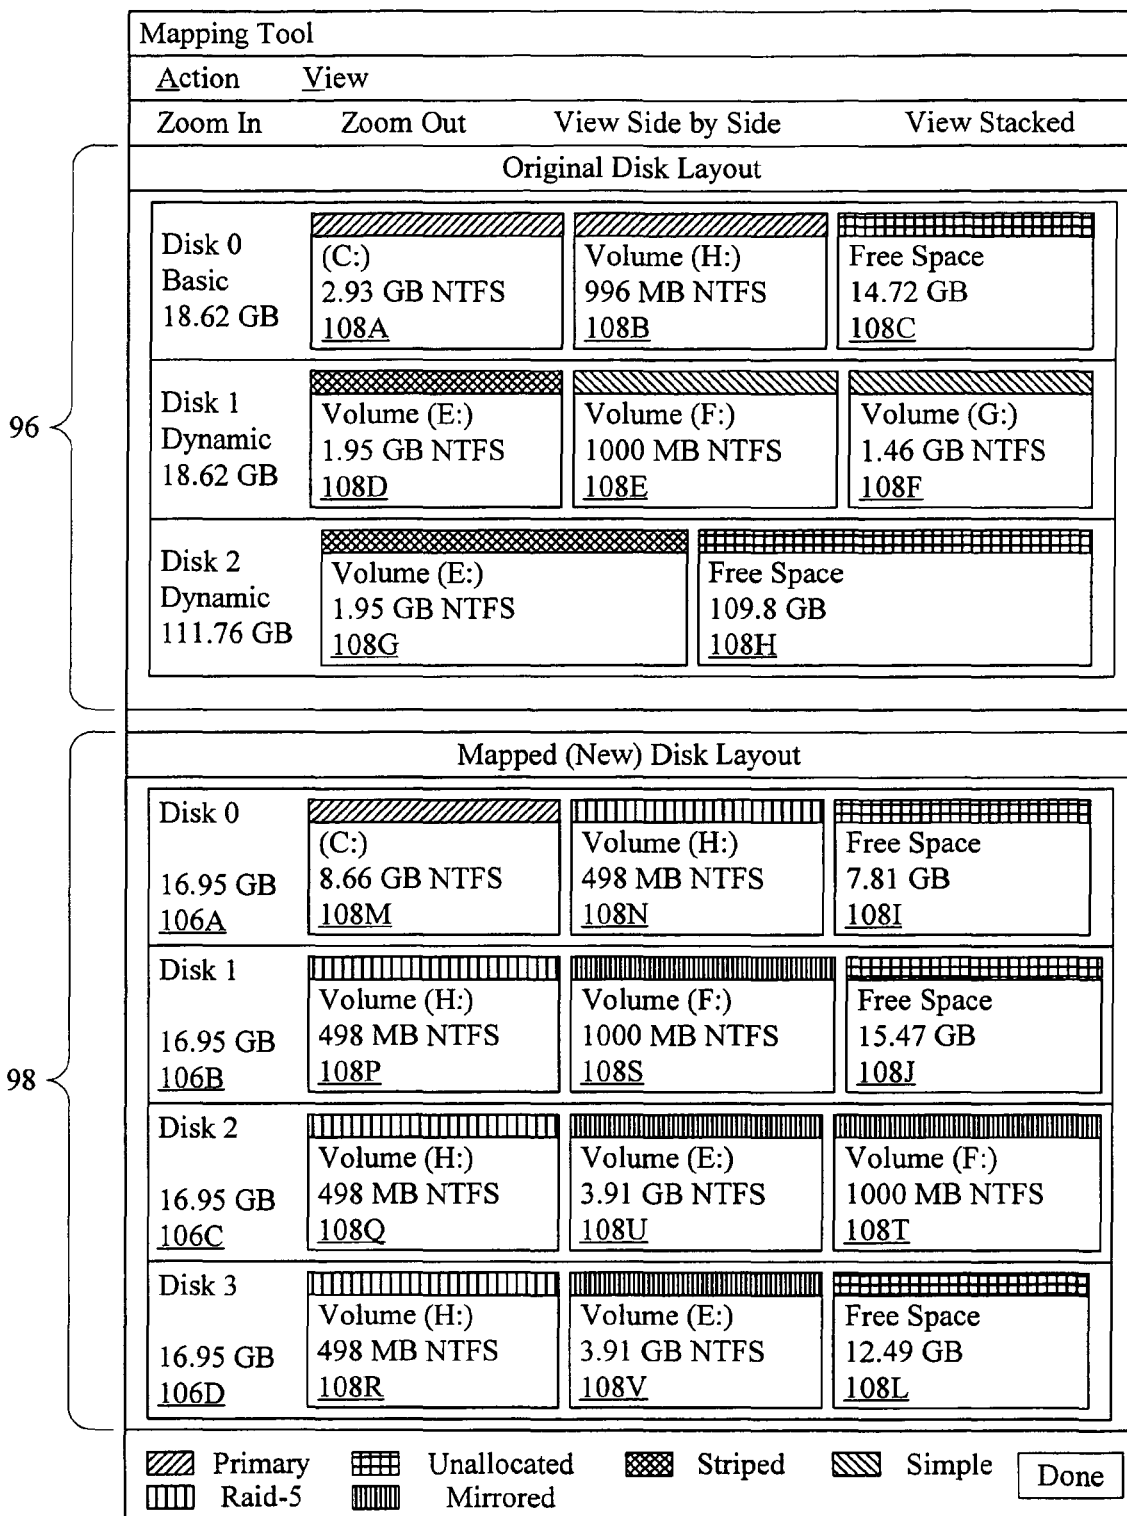 Mapping Tool
Action View
Zoom In Zoom Out View Side by Side View Stacked
96
Original Disk Layout
Disk 0
Basic
18.62 GB
(C:)
2.93 GB NTFS
108A
Volume (H:)
996 MB NTFS
108B
Free Space
14.72 GB
108C
Disk 1
Dynamic
18.62 GB
Volume (E:)
1.95 GB NTFS
108D
Volume (F:)
1000 MB NTFS
108E
Volume (G:)
1.46 GB NTFS
108F
Disk 2
Dynamic
111.76 GB
Volume (E:)
1.95 GB NTFS
108G
Free Space
109.8 GB
108H
98
Mapped (New) Disk Layout
Disk 0
16.95 GB
106A
(C:)
8.66 GB NTFS
108M
Volume (H:)
498 MB NTFS
108N
Free Space
7.81 GB
108I
Disk 1
16.95 GB
106B
Volume (H:)
498 MB NTFS
108P
Volume (F:)
1000 MB NTFS
108S
Free Space
15.47 GB
108J
Disk 2
16.95 GB
106C
Volume (H:)
498 MB NTFS
108Q
Volume (E:)
3.91 GB NTFS
108U
Volume (F:)
1000 MB NTFS
108T
Disk 3
16.95 GB
106D
Volume (H:)
498 MB NTFS
108R
Volume (E:)
3.91 GB NTFS
108V
Free Space
12.49 GB
108L
Primary Unallocated Striped Simple
Raid-5 Mirrored
Done